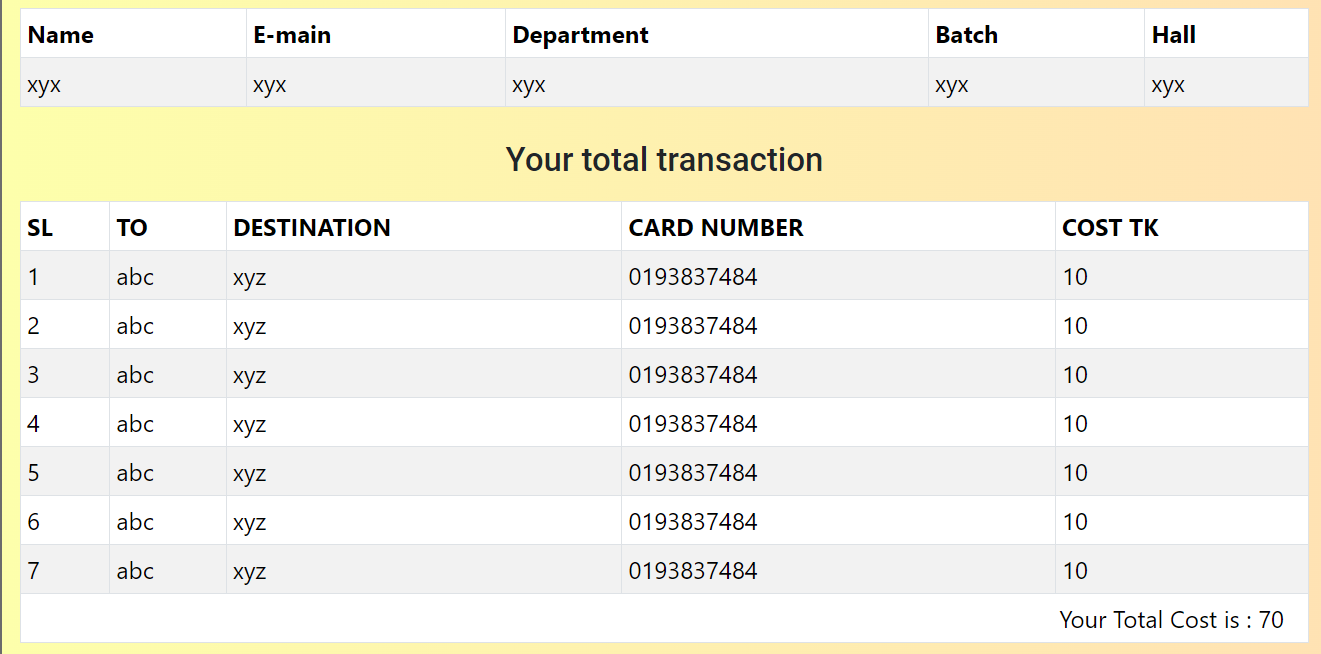 Name E-main Department Batch Hall
xyx xyx xyx xyx xyx
Your total transaction
SL TO DESTINATION CARD NUMBER COST TK
1 abc xyz 0193837484 10
2 abc xyz 0193837484 10
3 abc xyz 0193837484 10
4 abc xyz 0193837484 10
5 abc xyz 0193837484 10
6 abc xyz 0193837484 10
7 abc xyz 0193837484 10
Your Total Cost is : 70